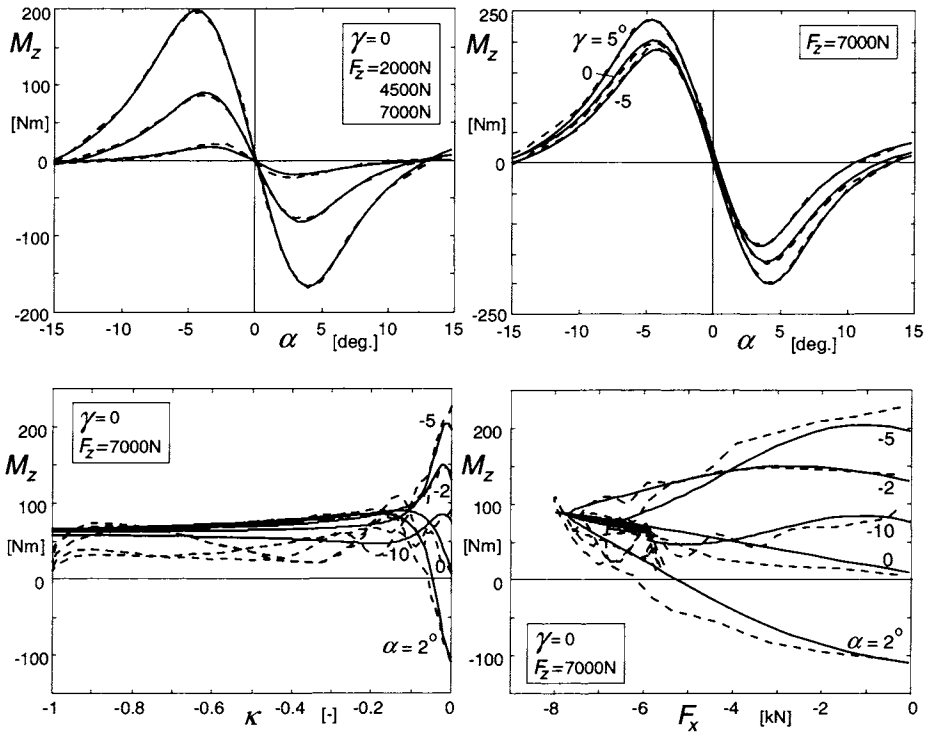 200
M_z
100
[Nm]
0
-100
-200
-15
-10
-5
0
5
10
15
α
[deg.]
γ=0
F_z=2000N
4500N
7000N
250
M_z
[Nm]
0
-250
-15
-10
-5
0
5
10
15
α
[deg.]
γ=5°
0
-5
F_z=7000N
200
M_z
100
[Nm]
0
-100
-1
-0.8
-0.6
-0.4
-0.2
0
κ
[-]
γ=0
F_z=7000N
-5
-2
-10
0
α=2°
200
M_z
100
[Nm]
0
-100
-8
-6
-4
-2
0
F_x
[kN]
γ=0
F_z=7000N
-5
-2
-10
0
α=2°